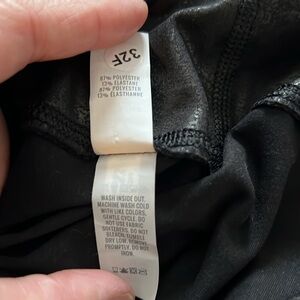 32F
87% POLYESTER
13% ELASTANE
87% POLYESTER
13% ELASTHANNE
WASH INSIDE OUT.
MACHINE WASH COLD
WITH LIKE COLORS,
GENTLE CYCLE. DO
NOT USE FABRIC
SOFTENERS. DO NOT
BLEACH. TUMBLE
DRY LOW. REMOVE
PROMPTLY. DO NOT
IRON.